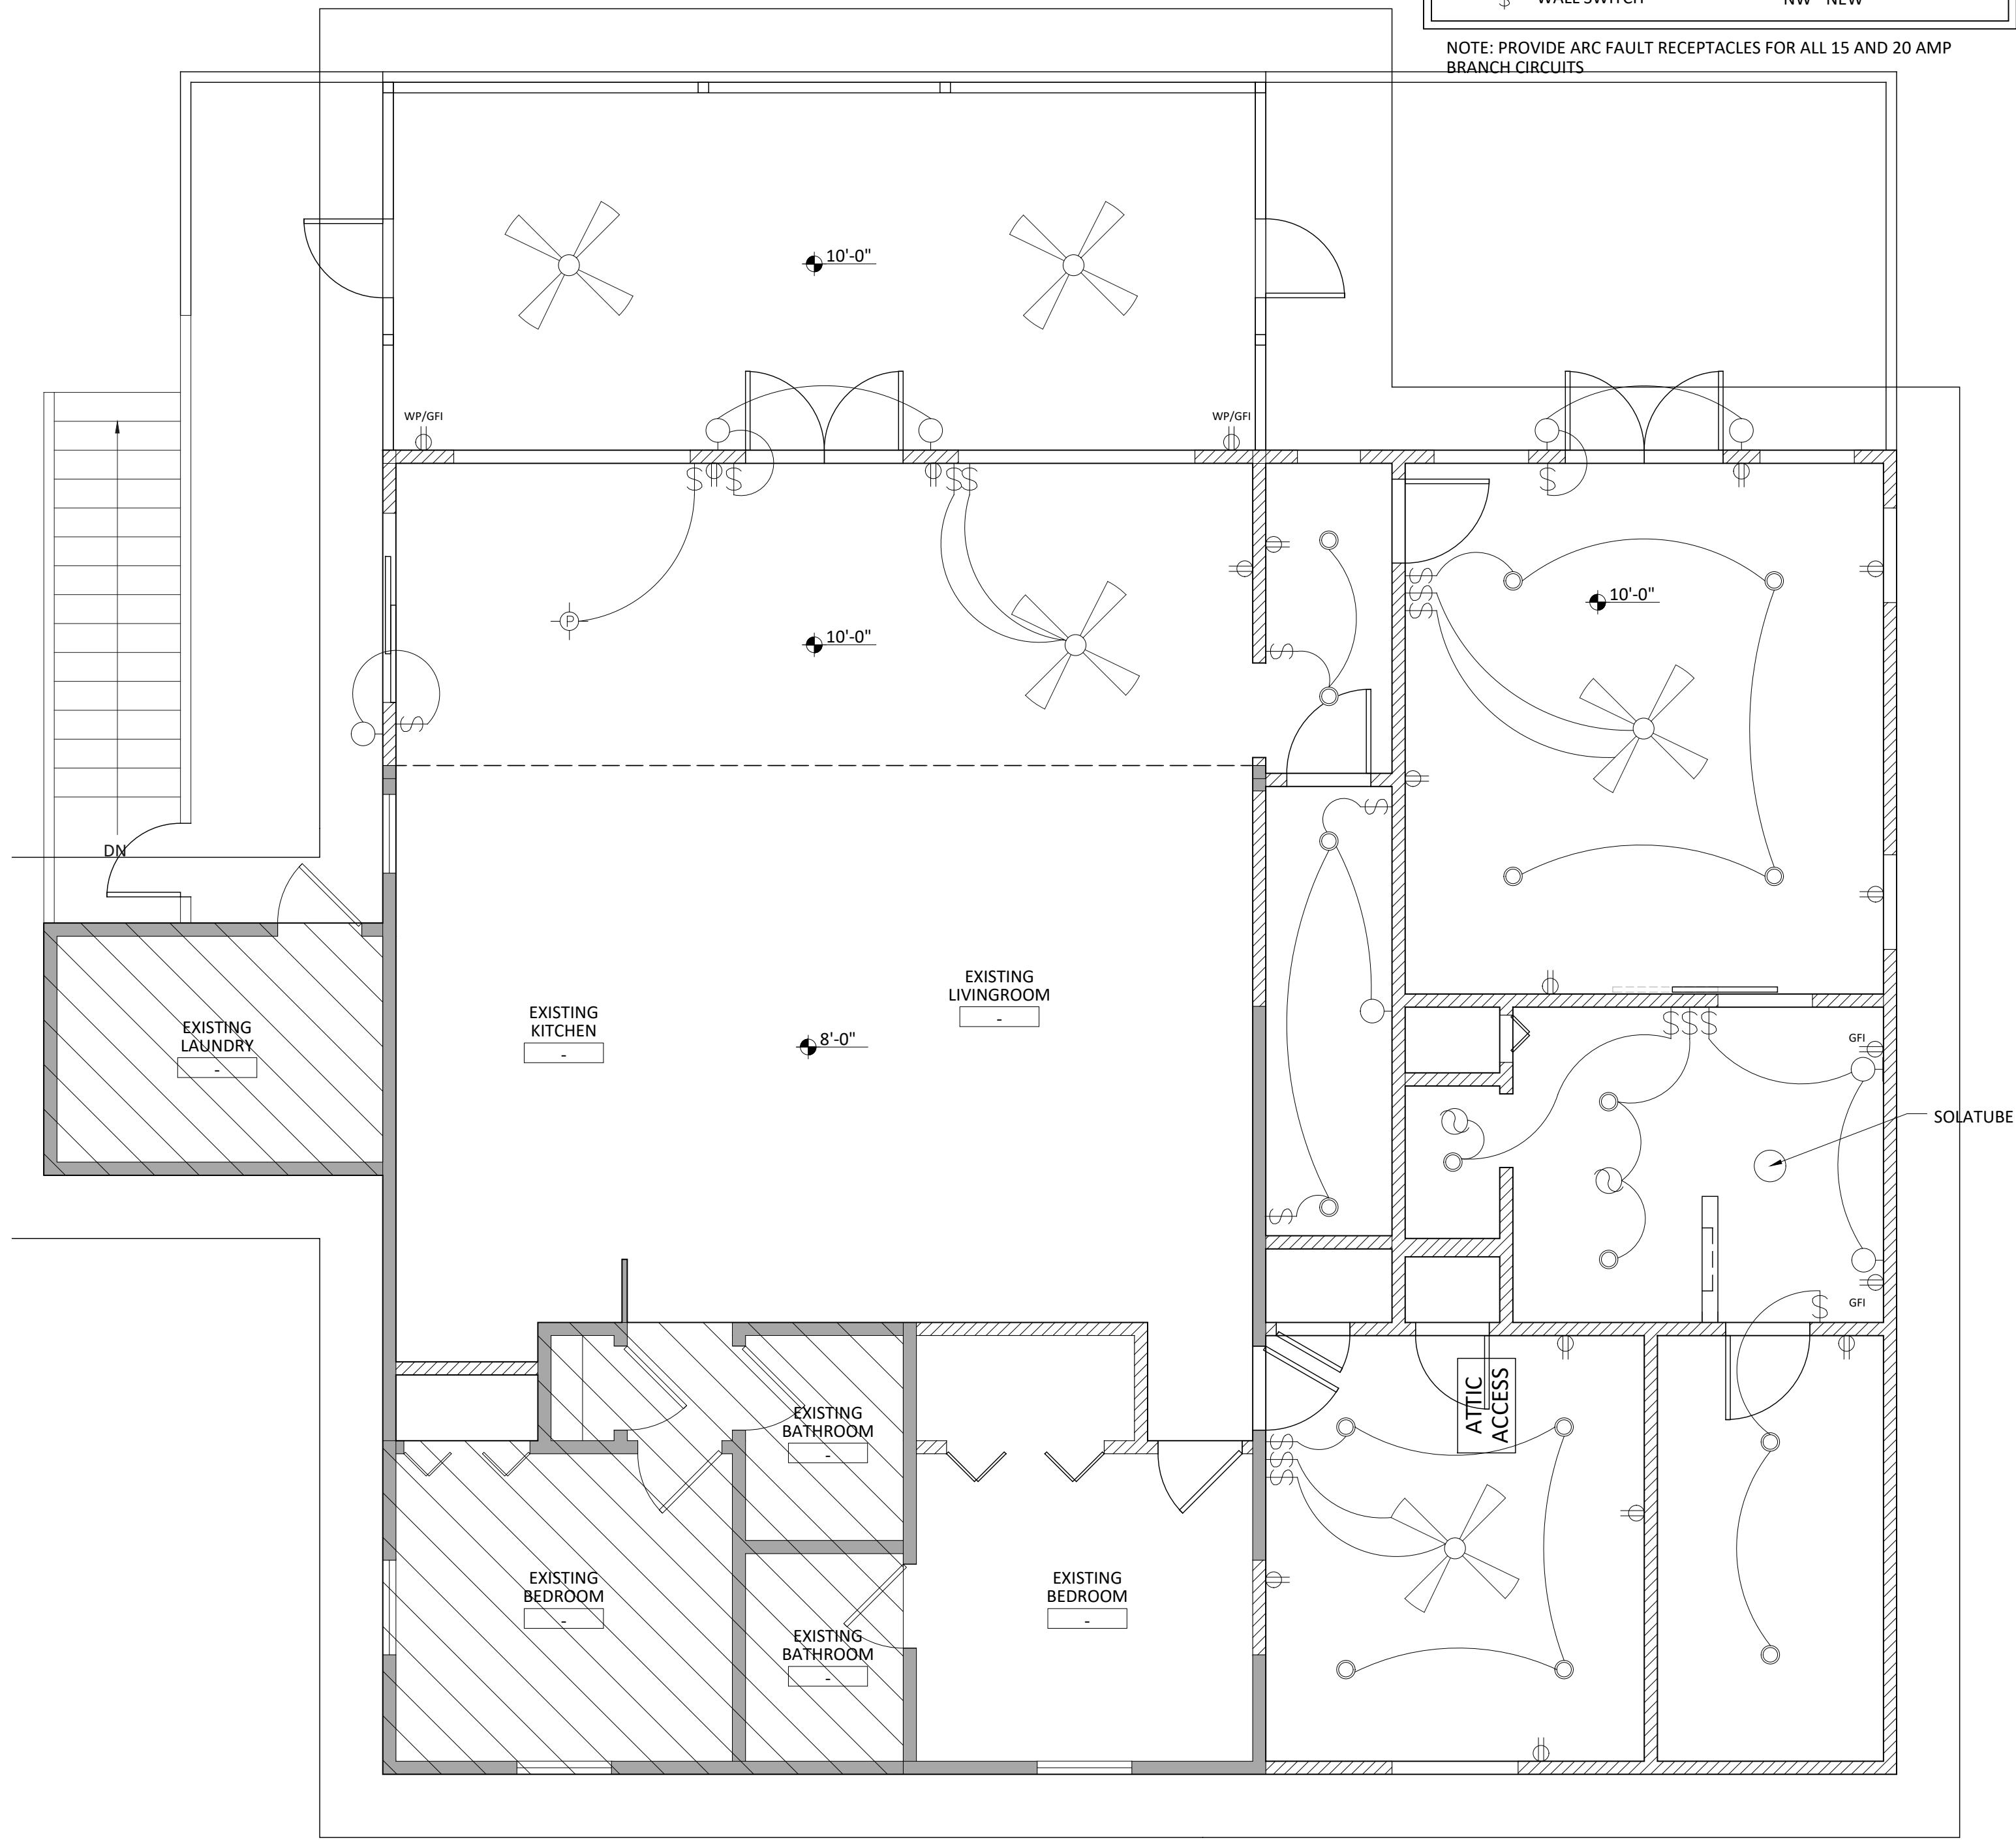 $ WALL SWITCH
NW NEW
NOTE: PROVIDE ARC FAULT RECEPTACLES FOR ALL 15 AND 20 AMP
BRANCH CIRCUITS
10'-0"
WP/GFI
WP/GFI
$ $
$$
$
$
$
$
10'-0"
P
10'-0"
$
$
$
$
DN
EXISTING
LIVINGROOM
-
EXISTING
KITCHEN
-
EXISTING
LAUNDRY
-
8'-0"
$$$
GFI
SOLATUBE
$
$
GFI
ATTIC
ACCESS
EXISTING
BATHROOM
-
$
$
$
EXISTING
BEDROOM
-
EXISTING
BEDROOM
-
EXISTING
BATHROOM
-